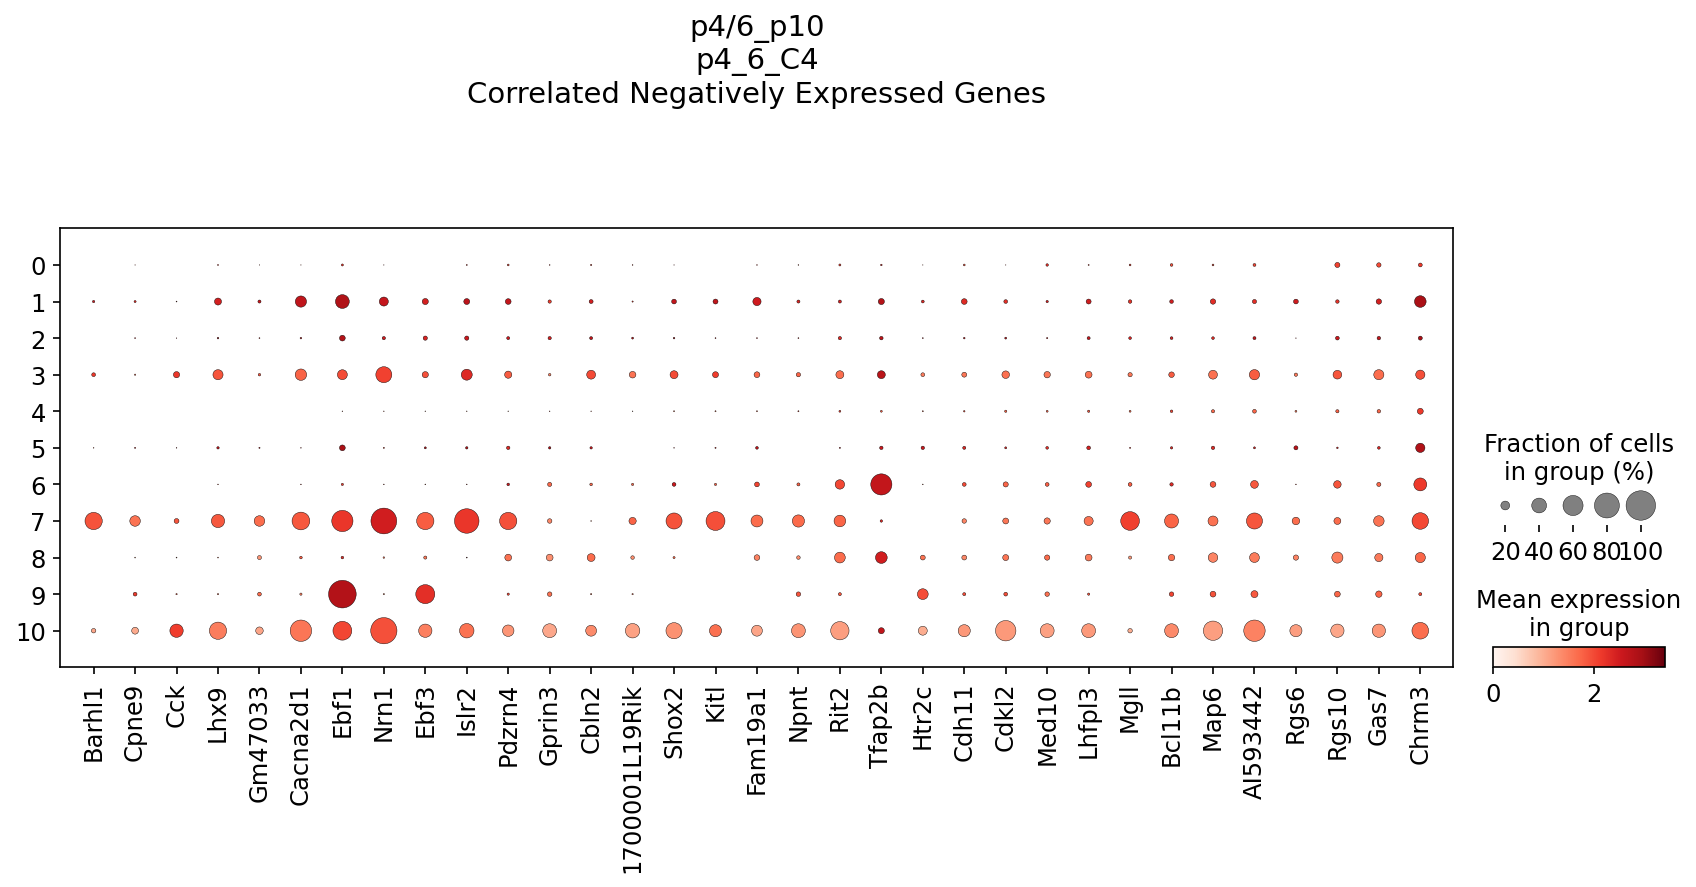 p4/6_p10
p4_6_C4
Correlated Negatively Expressed Genes
0
1
2
3
4
5
6
7
8
9
10
Barhl1
Cpne9
Cck
Lhx9
Gm47033
Cacna2d1
Ebf1
Nrn1
Ebf3
Islr2
Pdzrn4
Gprin3
Cbln2
1700001L19Rik
Shox2
Kitl
Fam19a1
Npnt
Rit2
Tfap2b
Htr2c
Cdh11
Cdkl2
Med10
Lhfpl3
Mgll
Bcl11b
Map6
AI593442
Rgs6
Rgs10
Gas7
Chrm3
Fraction of cells
in group (%)
20 40 60 80 100
Mean expression
in group
0 2